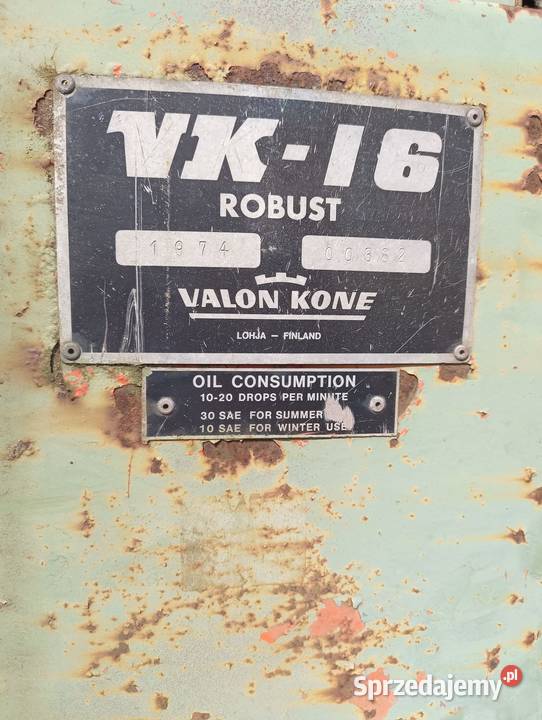 VK-16
ROBUST
1974 00382
VALON KONE
LOHJA – FINLAND
OIL CONSUMPTION
10-20 DROPS PER MINUTE
30 SAE FOR SUMMER
10 SAE FOR WINTER USE
Sprzedajemy.pl